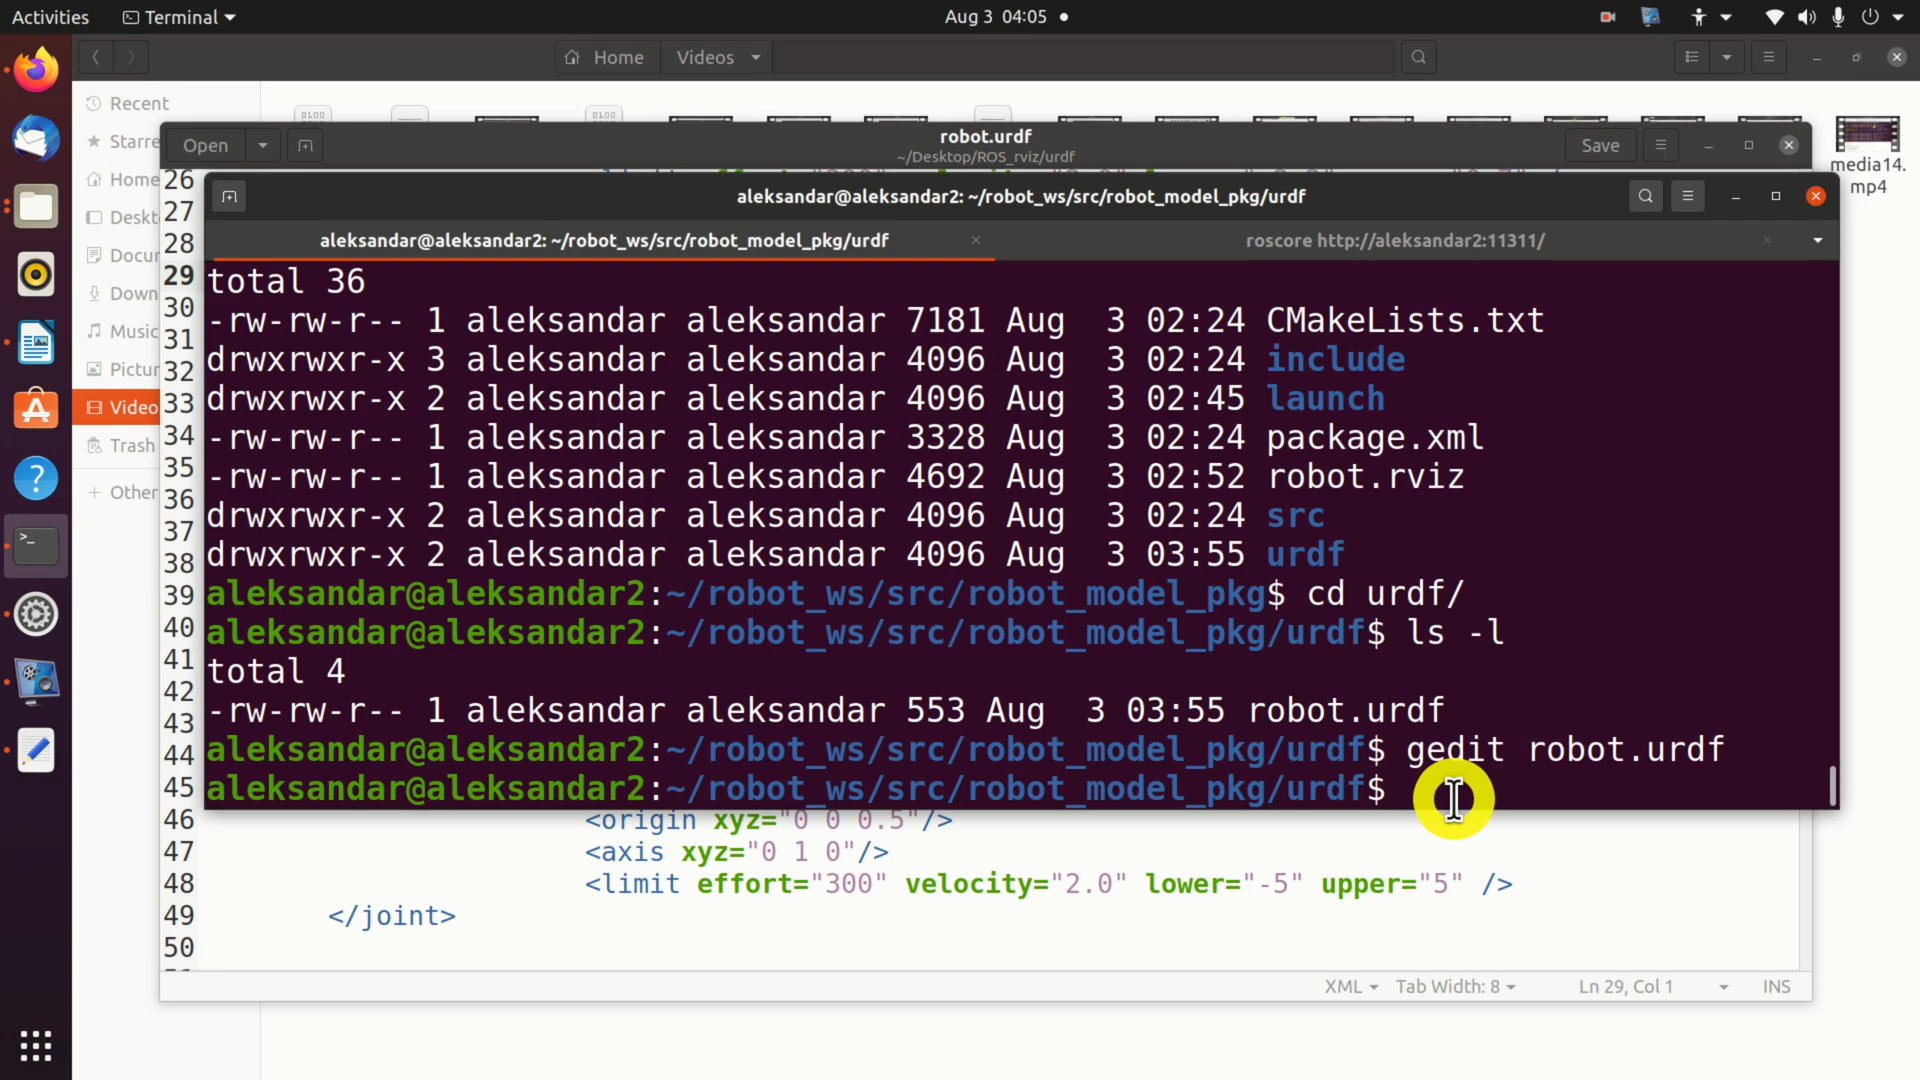 Activities
Terminal
Aug 3 04:05
Home
Videos
Recent
Starre
Home
Deskt
Docur
Down
Music
Pictur
Video
Trash
Other
media14.
mp4
Open
robot.urdf
~/Desktop/ROS_rviz/urdf
Save
aleksandar@aleksandar2: ~/robot_ws/src/robot_model_pkg/urdf
aleksandar@aleksandar2: ~/robot_ws/src/robot_model_pkg/urdf
roscore http://aleksandar2:11311/
26
27
28
29
30
31
32
33
34
35
36
37
38
39
40
41
42
43
44
45
46
47
48
49
50
total 36
-rw-rw-r-- 1 aleksandar aleksandar 7181 Aug  3 02:24 CMakeLists.txt
drwxrwxr-x 3 aleksandar aleksandar 4096 Aug  3 02:24 include
drwxrwxr-x 2 aleksandar aleksandar 4096 Aug  3 02:45 launch
-rw-rw-r-- 1 aleksandar aleksandar 3328 Aug  3 02:24 package.xml
-rw-rw-r-- 1 aleksandar aleksandar 4692 Aug  3 02:52 robot.rviz
drwxrwxr-x 2 aleksandar aleksandar 4096 Aug  3 02:24 src
drwxrwxr-x 2 aleksandar aleksandar 4096 Aug  3 03:55 urdf
aleksandar@aleksandar2:~/robot_ws/src/robot_model_pkg$ cd urdf/
aleksandar@aleksandar2:~/robot_ws/src/robot_model_pkg/urdf$ ls -l
total 4
-rw-rw-r-- 1 aleksandar aleksandar 553 Aug  3 03:55 robot.urdf
aleksandar@aleksandar2:~/robot_ws/src/robot_model_pkg/urdf$ gedit robot.urdf
aleksandar@aleksandar2:~/robot_ws/src/robot_model_pkg/urdf$
<origin xyz="0 0 0.5"/>
<axis xyz="0 1 0"/>
<limit effort="300" velocity="2.0" lower="-5" upper="5" />
</joint>
XML
Tab Width: 8
Ln 29, Col 1
INS